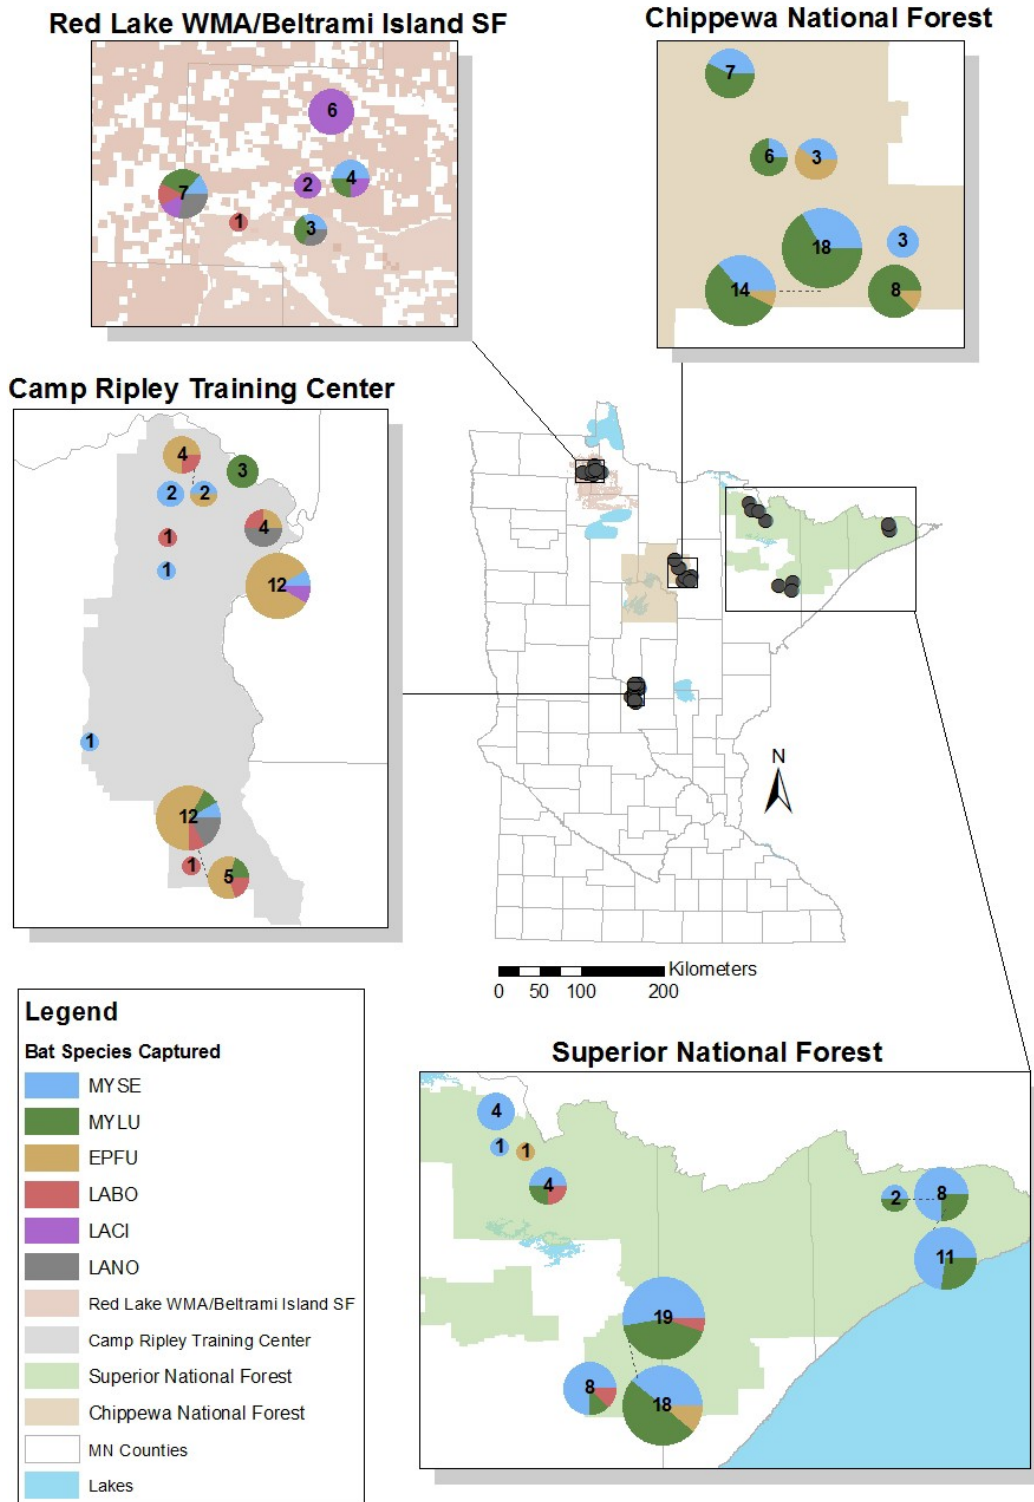 Red Lake WMA/Beltrami Island SF
6
4
2
7
1
3
Chippewa National Forest
7
6
3
18
3
14
8
Camp Ripley Training Center
4
3
2
2
1
4
1
12
1
12
1
5
N
Kilometers
0 50 100 200
Legend
Bat Species Captured
MYSE
MYLU
EPFU
LABO
LACI
LANO
Red Lake WMA/Beltrami Island SF
Camp Ripley Training Center
Superior National Forest
Chippewa National Forest
MN Counties
Lakes
Superior National Forest
4
1
1
4
2
8
11
19
8
18